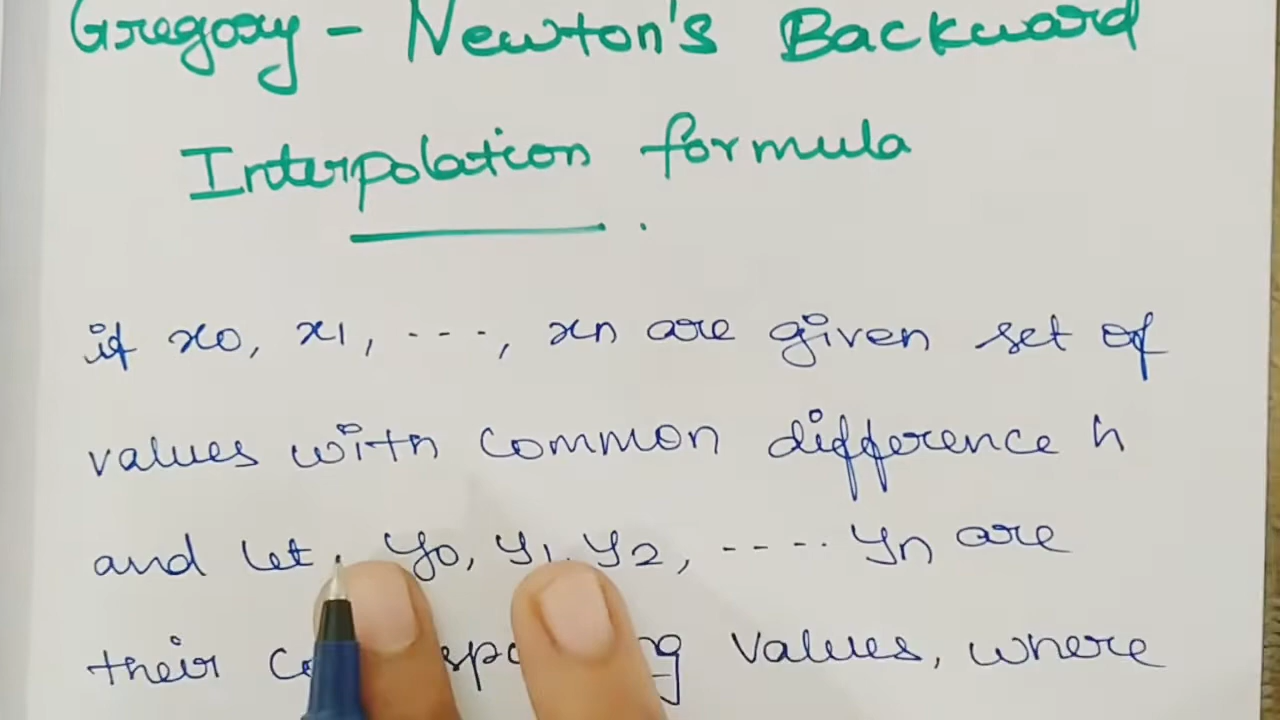 Gregory - Newton's Backward
Interpolation formula
if x0, x1, ---, xn are given set of
values with common difference h
and let y0, y1, y2, ---- yn are
their values, where